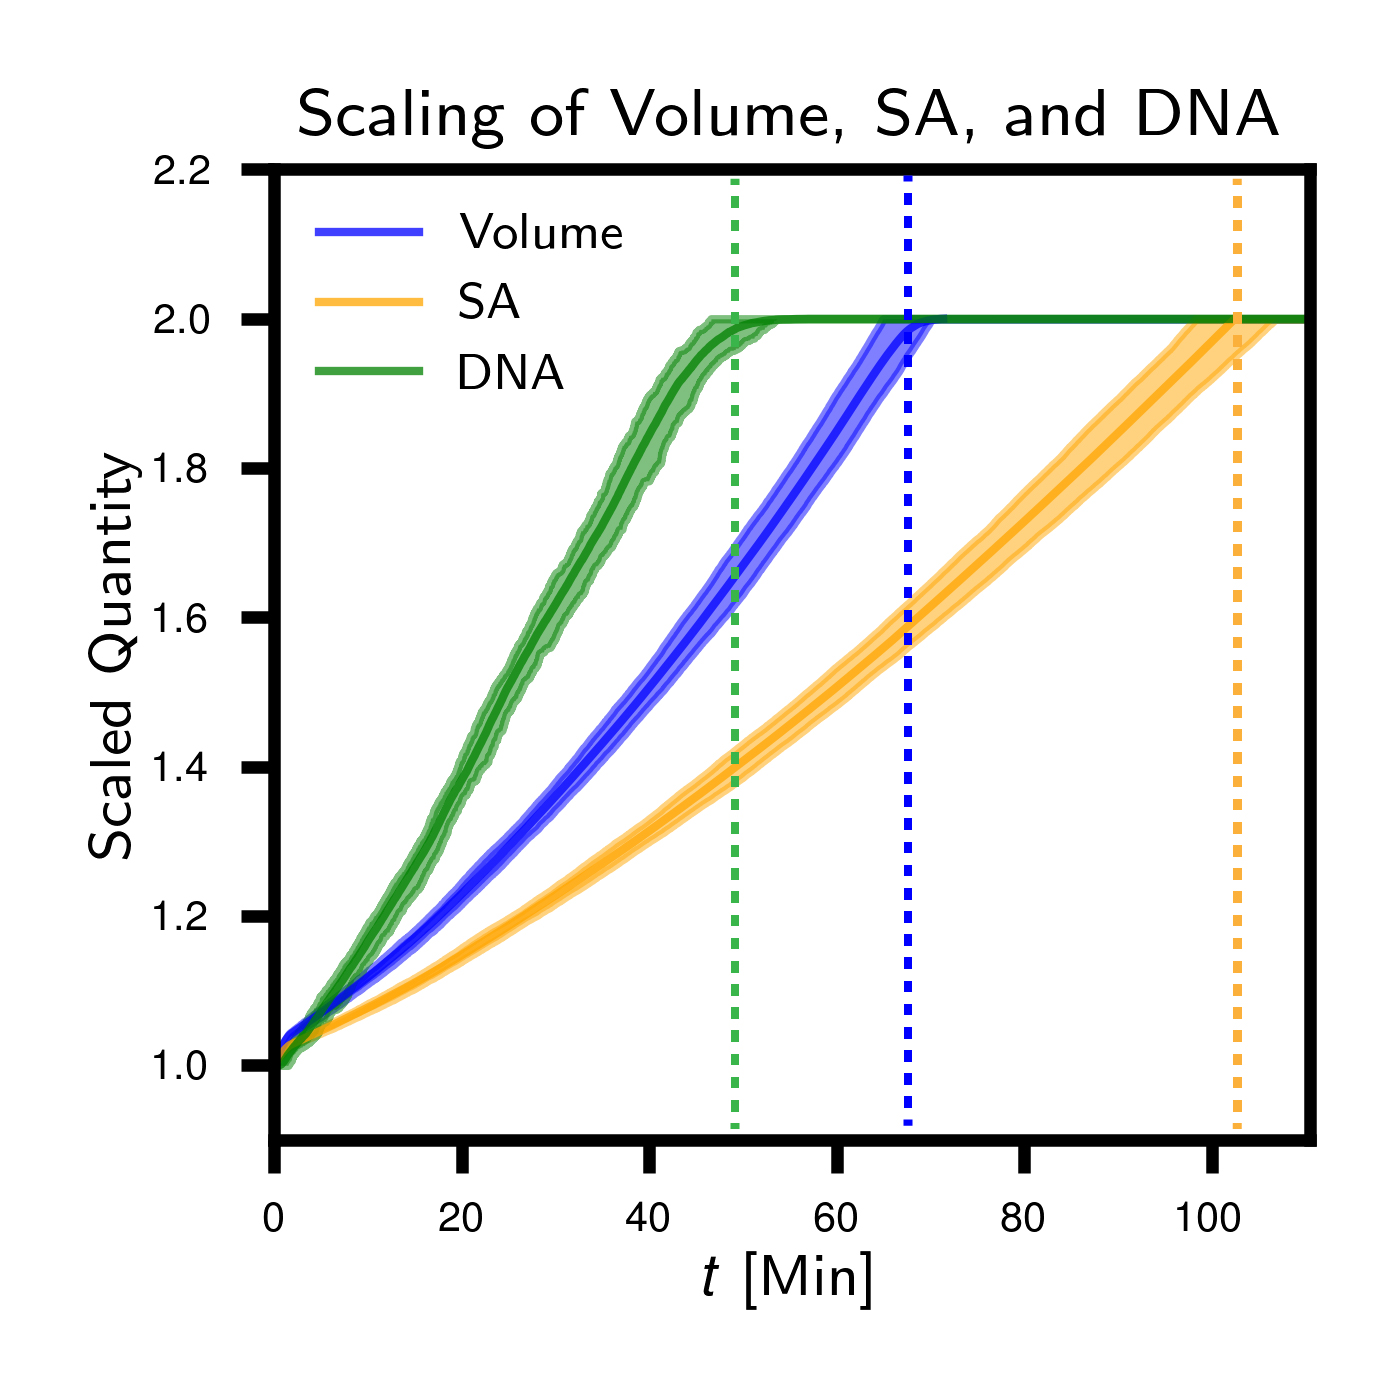 Scaling of Volume, SA, and DNA
2.2
2.0
1.8
1.6
1.4
1.2
1.0
Scaled Quantity
Volume
SA
DNA
0 20 40 60 80 100
t [Min]